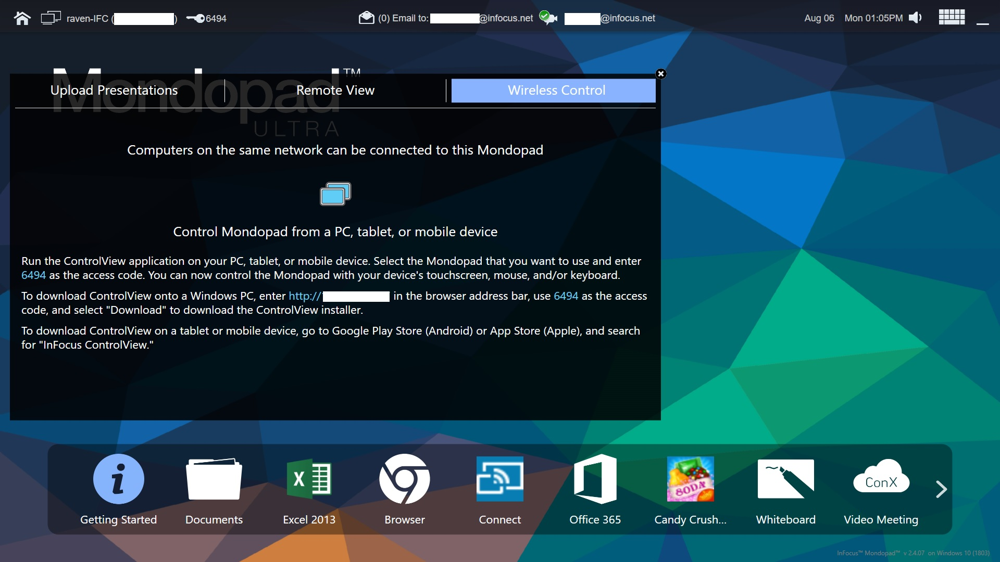 raven-IFC ( ) 6494 (0) Email to: @infocus.net @infocus.net Aug 06 Mon 01:05PM
Mondopad™
ULTRA
Upload Presentations Remote View Wireless Control
Computers on the same network can be connected to this Mondopad
Control Mondopad from a PC, tablet, or mobile device
Run the ControlView application on your PC, tablet, or mobile device. Select the Mondopad that you want to use and enter
6494 as the access code. You can now control the Mondopad with your device's touchscreen, mouse, and/or keyboard.
To download ControlView onto a Windows PC, enter http:// in the browser address bar, use 6494 as the access
code, and select "Download" to download the ControlView installer.
To download ControlView on a tablet or mobile device, go to Google Play Store (Android) or App Store (Apple), and search
for "InFocus ControlView."
SODA
ConX
Getting Started Documents Excel 2013 Browser Connect Office 365 Candy Crush... Whiteboard Video Meeting
InFocus™ Mondopad™ v 2.4.07 on Windows 10 (1803)